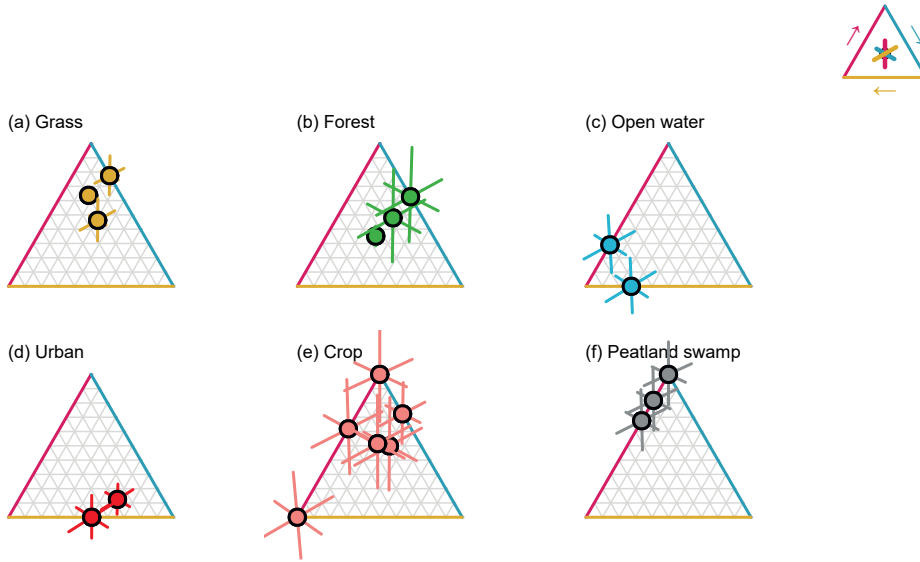 (a) Grass
(b) Forest
(c) Open water
(d) Urban
(e) Crop
(f) Peatland swamp